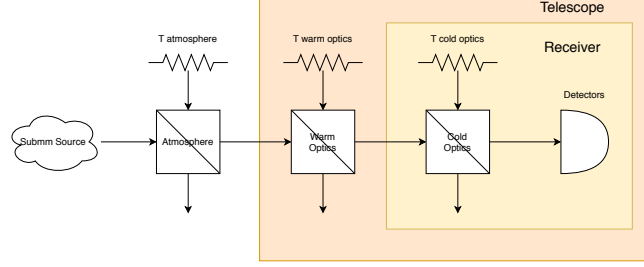 Telescope
T atmosphere
T warm optics
T cold optics
Receiver
Detectors
Submm Source
Atmosphere
Warm
Optics
Cold
Optics